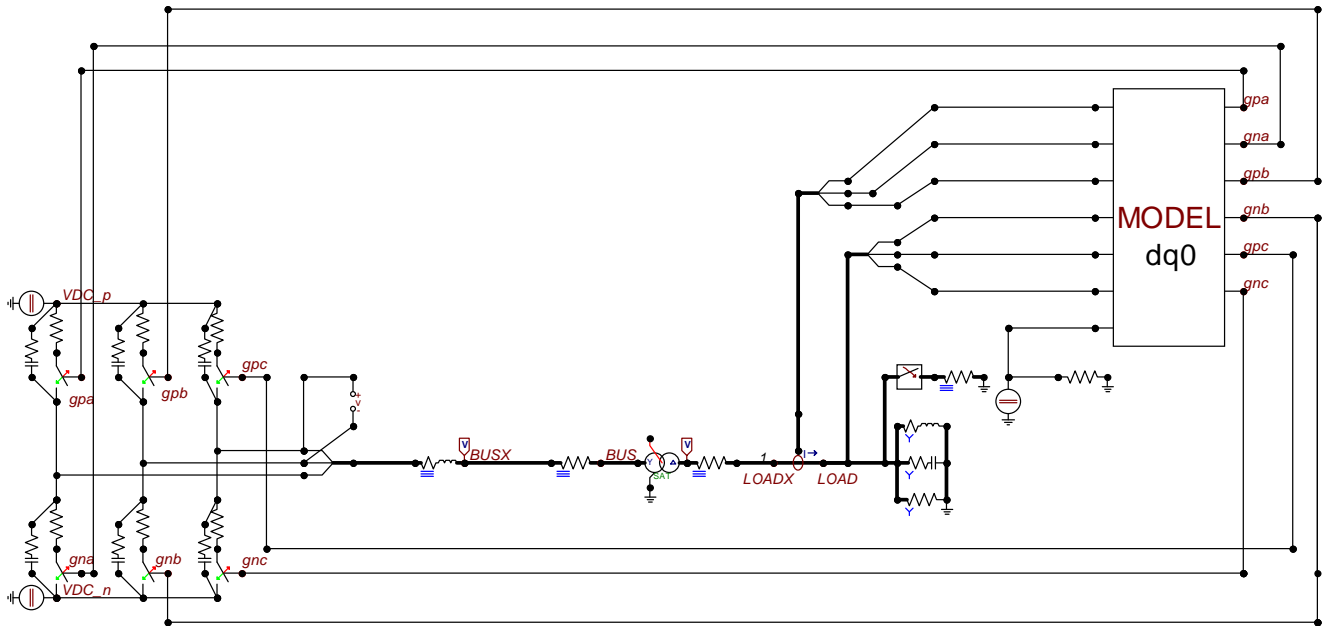 gpa
gna
gpb
gnb
gpc
gnc
MODEL
dq0
VDC_p
gpa
gpb
gpc
+
v
-
V
BUSX
BUS
Y
SAT
V
1
LOADX
I
LOAD
Y
Y
Y
gna
gnb
gnc
VDC_n